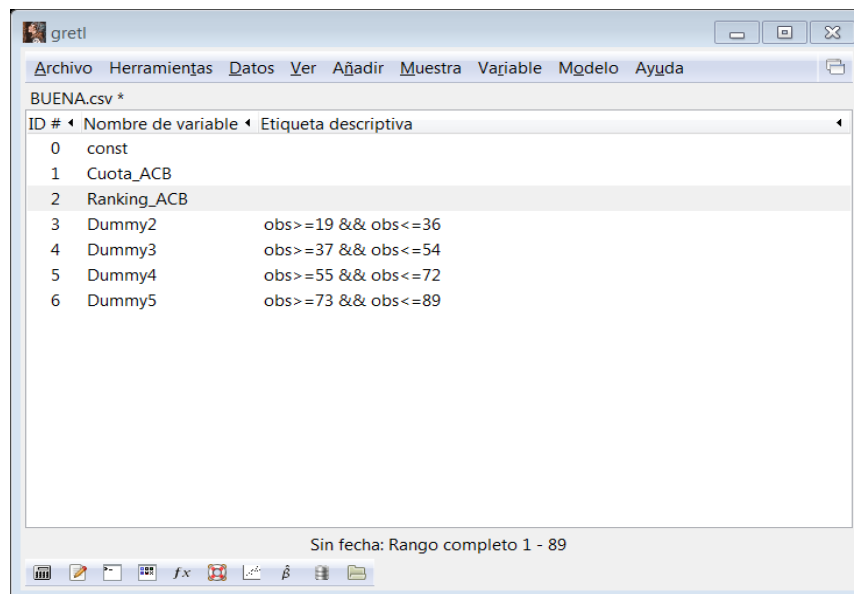 gretl
Archivo Herramientas Datos Ver Añadir Muestra Variable Modelo Ayuda
BUENA.csv *
ID # Nombre de variable Etiqueta descriptiva
0 const
1 Cuota_ACB
2 Ranking_ACB
3 Dummy2 obs>=19 && obs<=36
4 Dummy3 obs>=37 && obs<=54
5 Dummy4 obs>=55 && obs<=72
6 Dummy5 obs>=73 && obs<=89
Sin fecha: Rango completo 1 - 89
fx β̂